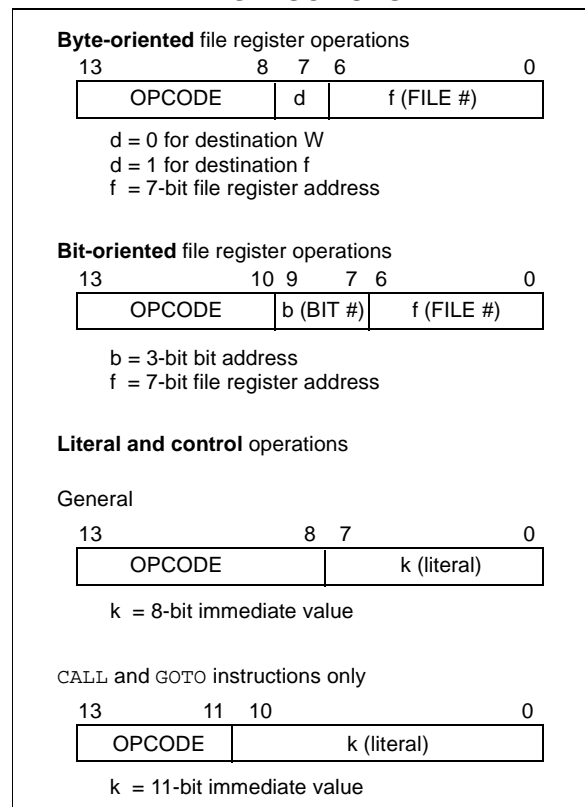 Byte-oriented file register operations
13 8 7 6 0
OPCODE d f (FILE #)
d = 0 for destination W
d = 1 for destination f
f = 7-bit file register address
Bit-oriented file register operations
13 10 9 7 6 0
OPCODE b (BIT #) f (FILE #)
b = 3-bit bit address
f = 7-bit file register address
Literal and control operations
General
13 8 7 0
OPCODE k (literal)
k = 8-bit immediate value
CALL and GOTO instructions only
13 11 10 0
OPCODE k (literal)
k = 11-bit immediate value